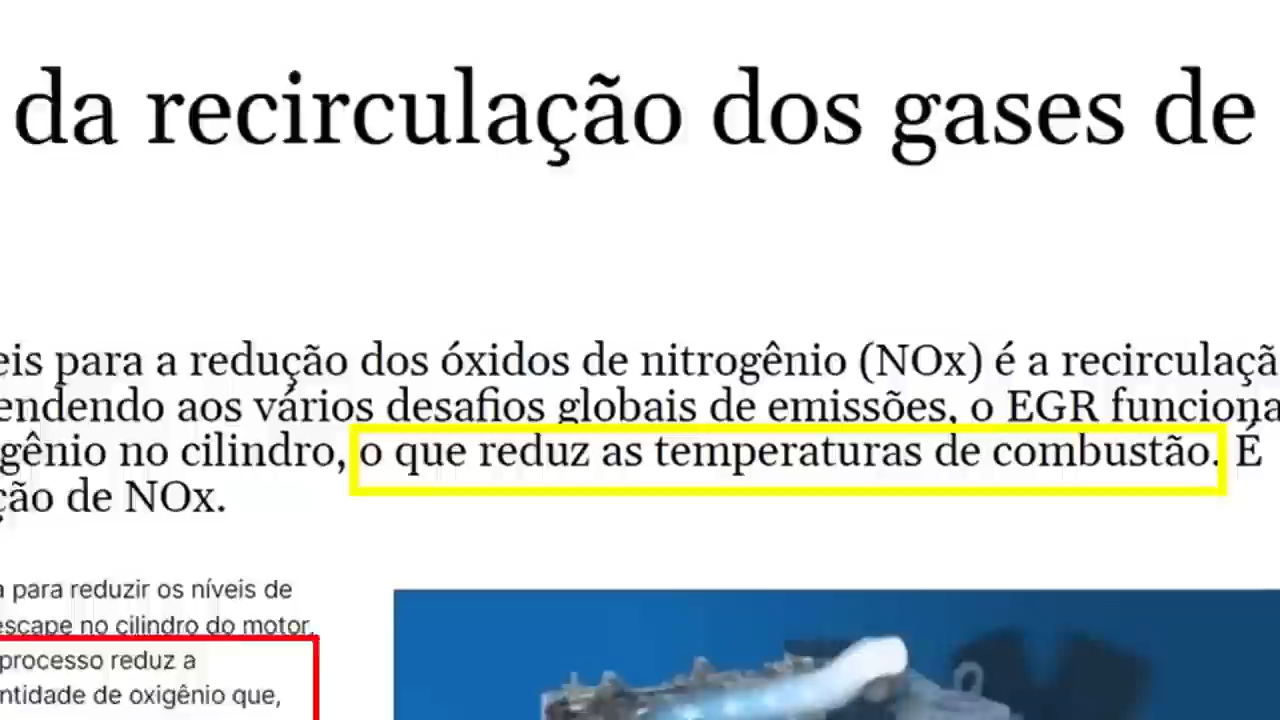 da recirculação dos gases de
eis para a redução dos óxidos de nitrogênio (NOx) é a recirculaçã
endendo aos vários desafios globais de emissões, o EGR funciona
gênio no cilindro, o que reduz as temperaturas de combustão. É
ção de NOx.
a para reduzir os níveis de
escape no cilindro do motor,
processo reduz a
ntidade de oxigênio que,